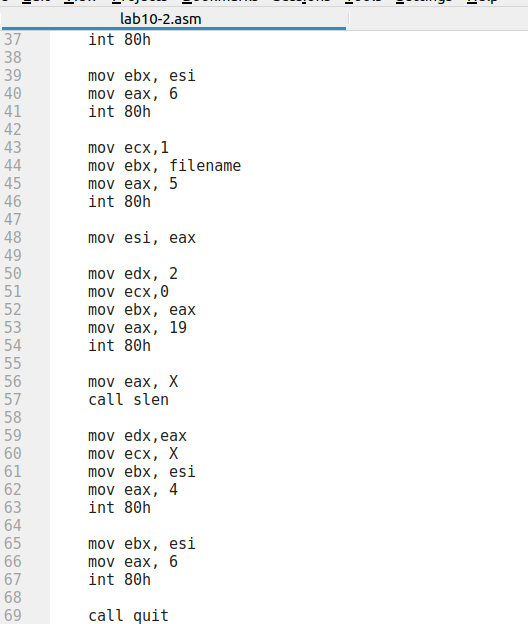 lab10-2.asm
37 int 80h
38
39 mov ebx, esi
40 mov eax, 6
41 int 80h
42
43 mov ecx,1
44 mov ebx, filename
45 mov eax, 5
46 int 80h
47
48 mov esi, eax
49
50 mov edx, 2
51 mov ecx,0
52 mov ebx, eax
53 mov eax, 19
54 int 80h
55
56 mov eax, X
57 call slen
58
59 mov edx,eax
60 mov ecx, X
61 mov ebx, esi
62 mov eax, 4
63 int 80h
64
65 mov ebx, esi
66 mov eax, 6
67 int 80h
68
69 call quit